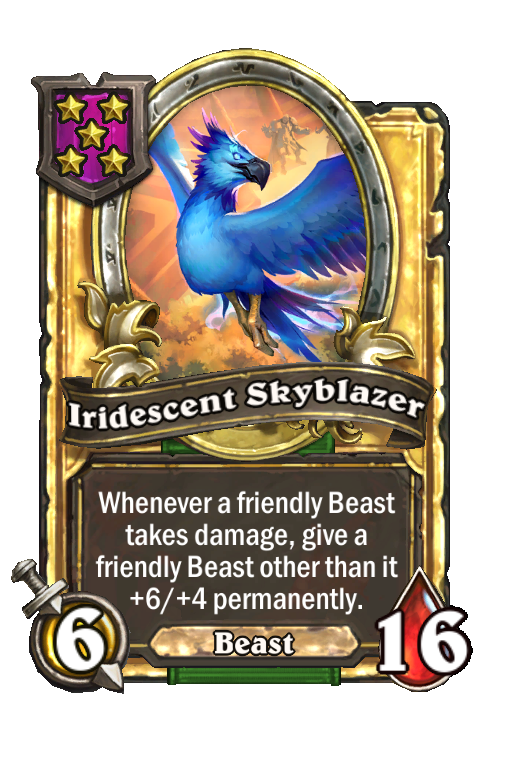 Iridescent Skyblazer
Whenever a friendly Beast
takes damage, give a
friendly Beast other than it
+6/+4 permanently.
6
Beast
16